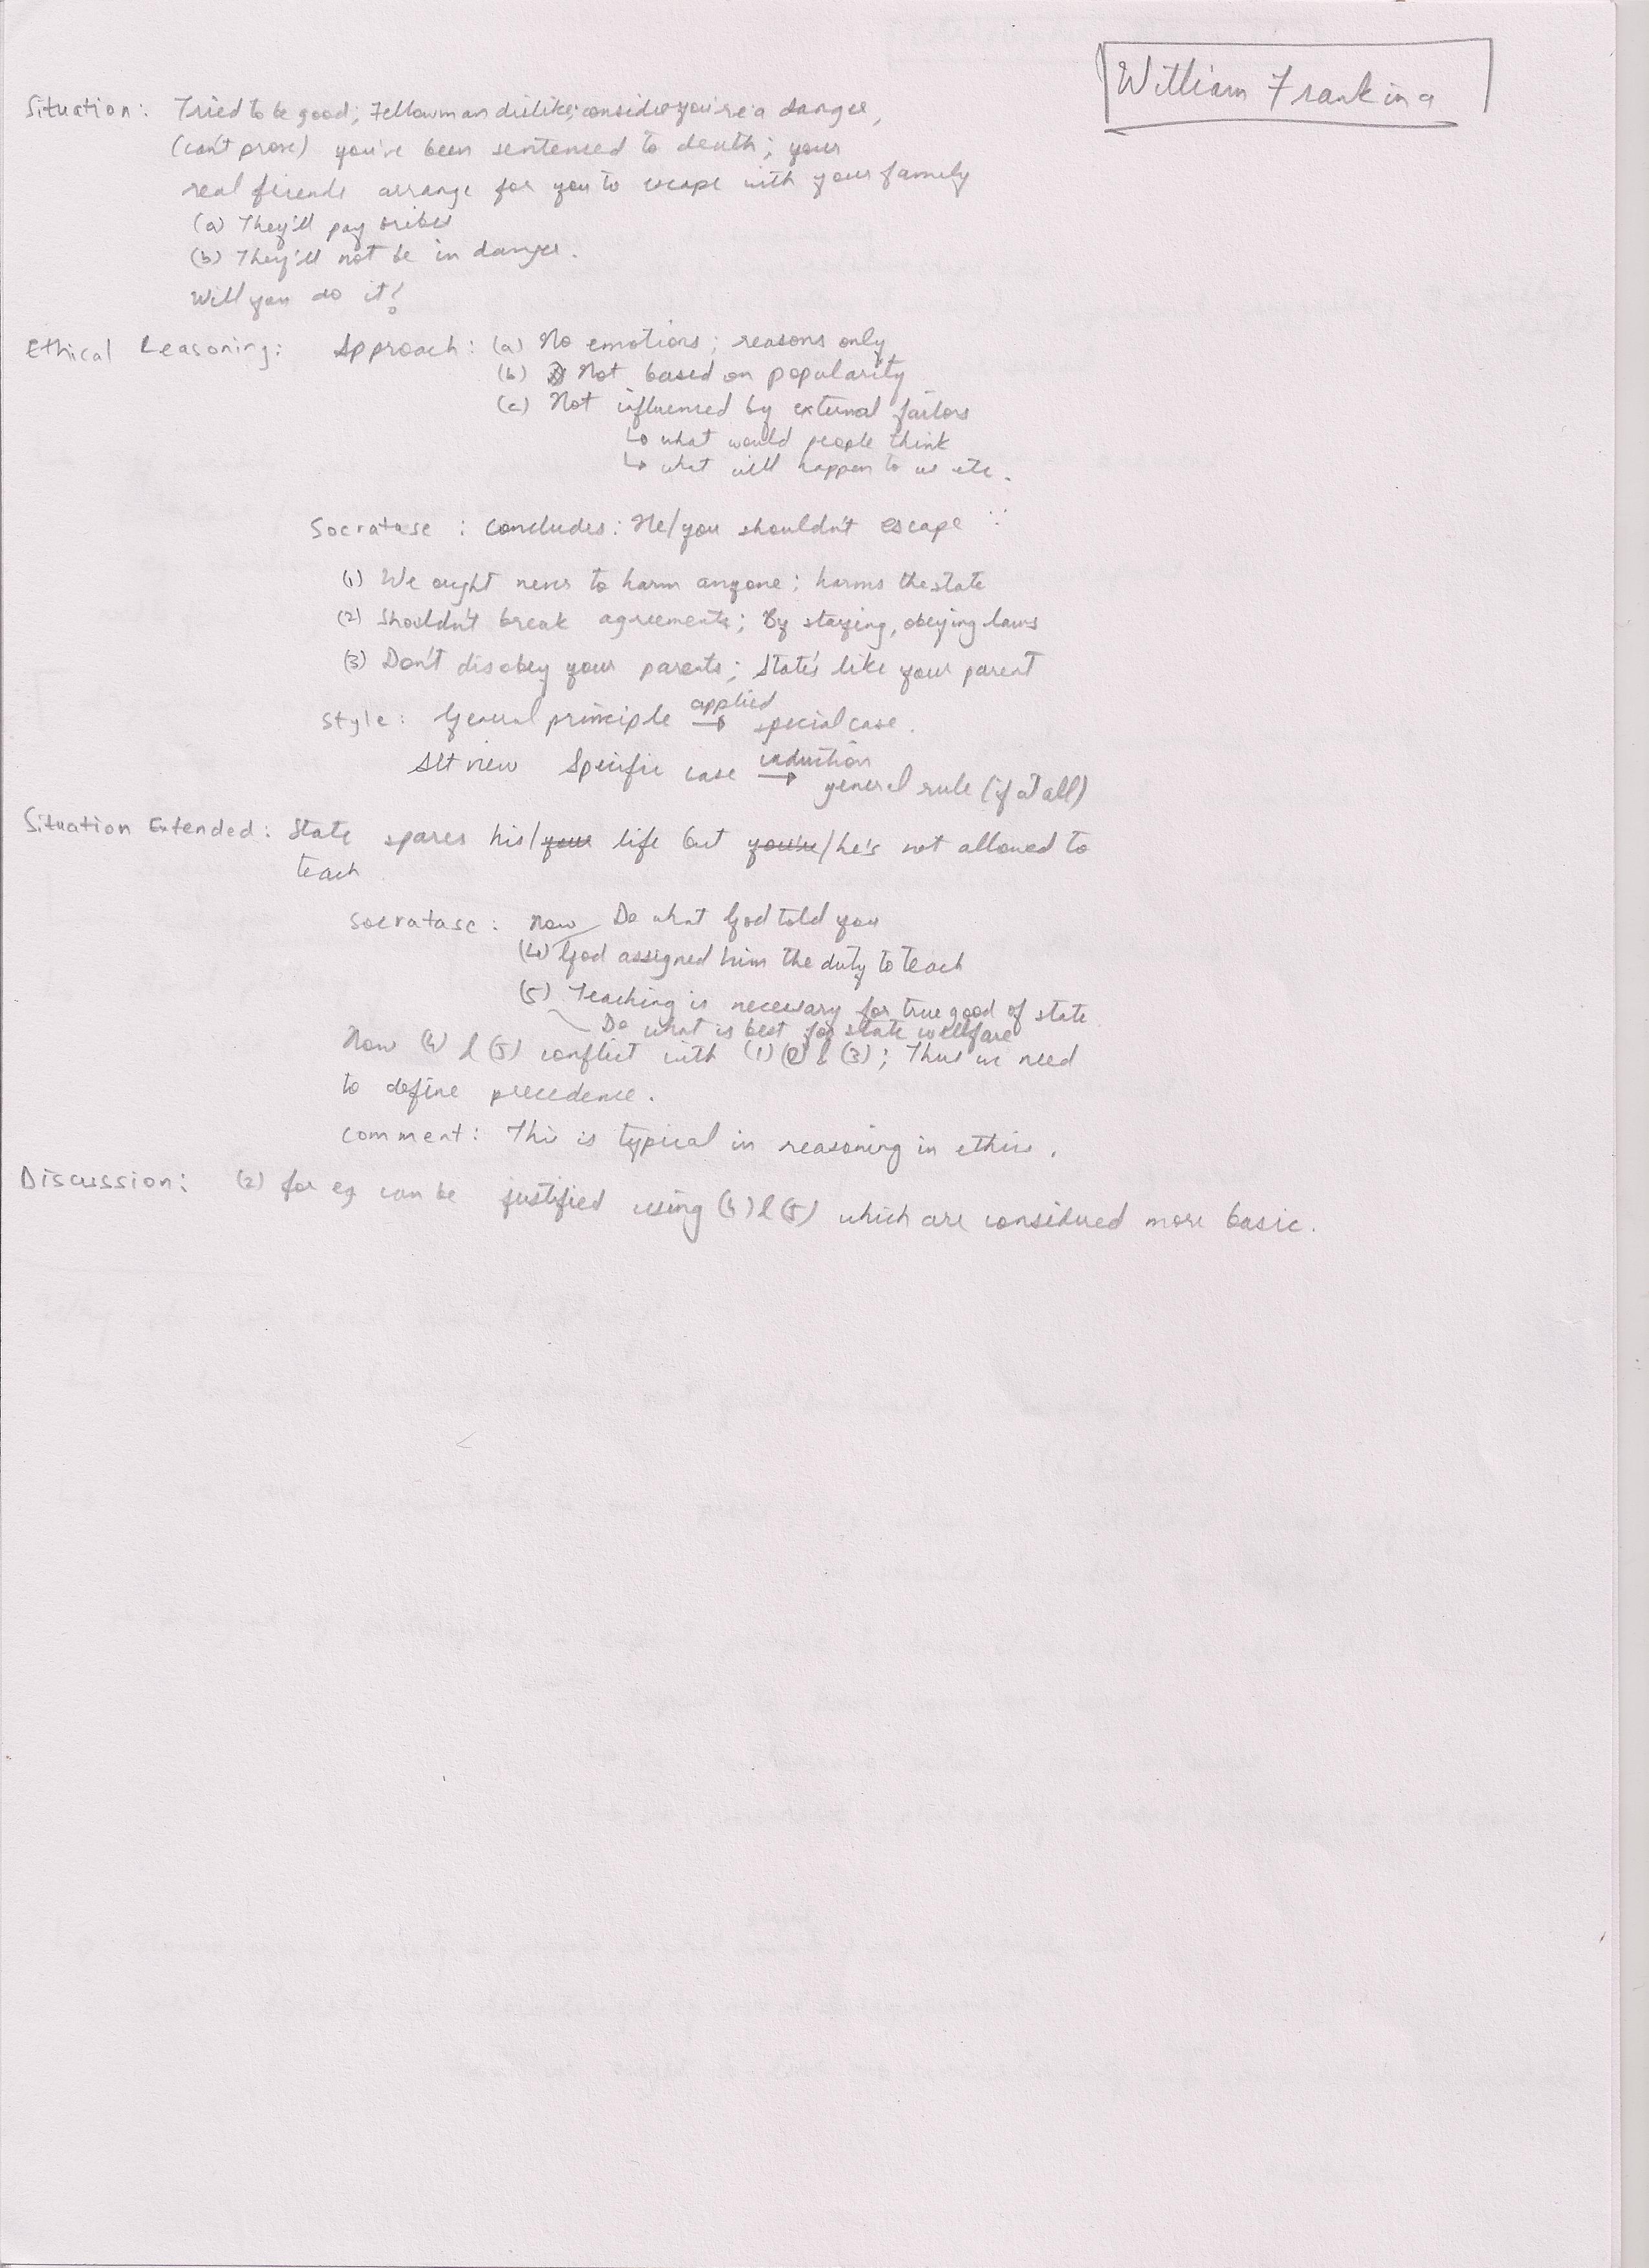 William Frankina
Situation: Tried to be good; Fellowman dislike; consider you're a danger,
(can't prove) you've been sentenced to death; your
real friends arrange for you to escape with your family
(a) They'll pay bribes
(b) They'll not be in danger.
Will you do it?
Ethical Reasoning: Approach: (a) No emotions; reasons only
(b) Not based on popularity
(c) Not influenced by external factors
↳ what would people think
↳ what will happen to us etc.
Socratase : Concludes: He/you shouldn't escape ∵
(1) We ought never to harm anyone; harms the state
(2) Shouldn't break agreements; By staying, obeying laws
(3) Don't disobey your parents; State's like your parent
Style: General principle applied → special case.
Alt view Specific case induction → general rule (if at all)
Situation Extended: State spares his/your life but you're/he's not allowed to
teach
Socratase: Now Do what God told you
(4) God assigned him the duty to teach
(5) Teaching is necessary for true good of state
Do what is best for state wellfare
Now (4) & (5) conflict with (1) (2) & (3); Thus we need
to define precedence.
Comment: This is typical in reasoning in ethics.
Discussion: (2) for eg can be justified using (4) & (5) which are considered more basic.